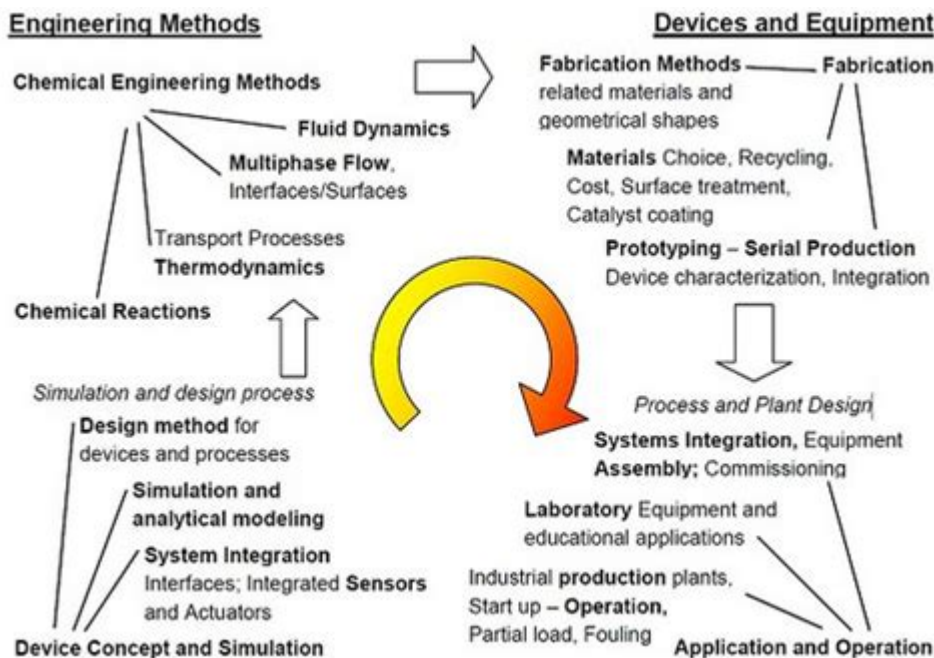 Engineering Methods
Chemical Engineering Methods
Fluid Dynamics
Multiphase Flow,
Interfaces/Surfaces
Transport Processes
Thermodynamics
Chemical Reactions
Simulation and design process
Design method for
devices and processes
Simulation and
analytical modeling
System Integration
Interfaces; Integrated Sensors
and Actuators
Device Concept and Simulation
Devices and Equipment
Fabrication Methods
Fabrication
related materials and
geometrical shapes
Materials Choice, Recycling,
Cost, Surface treatment,
Catalyst coating
Prototyping – Serial Production
Device characterization, Integration
Process and Plant Design
Systems Integration, Equipment
Assembly; Commissioning
Laboratory Equipment and
educational applications
Industrial production plants,
Start up – Operation,
Partial load, Fouling
Application and Operation